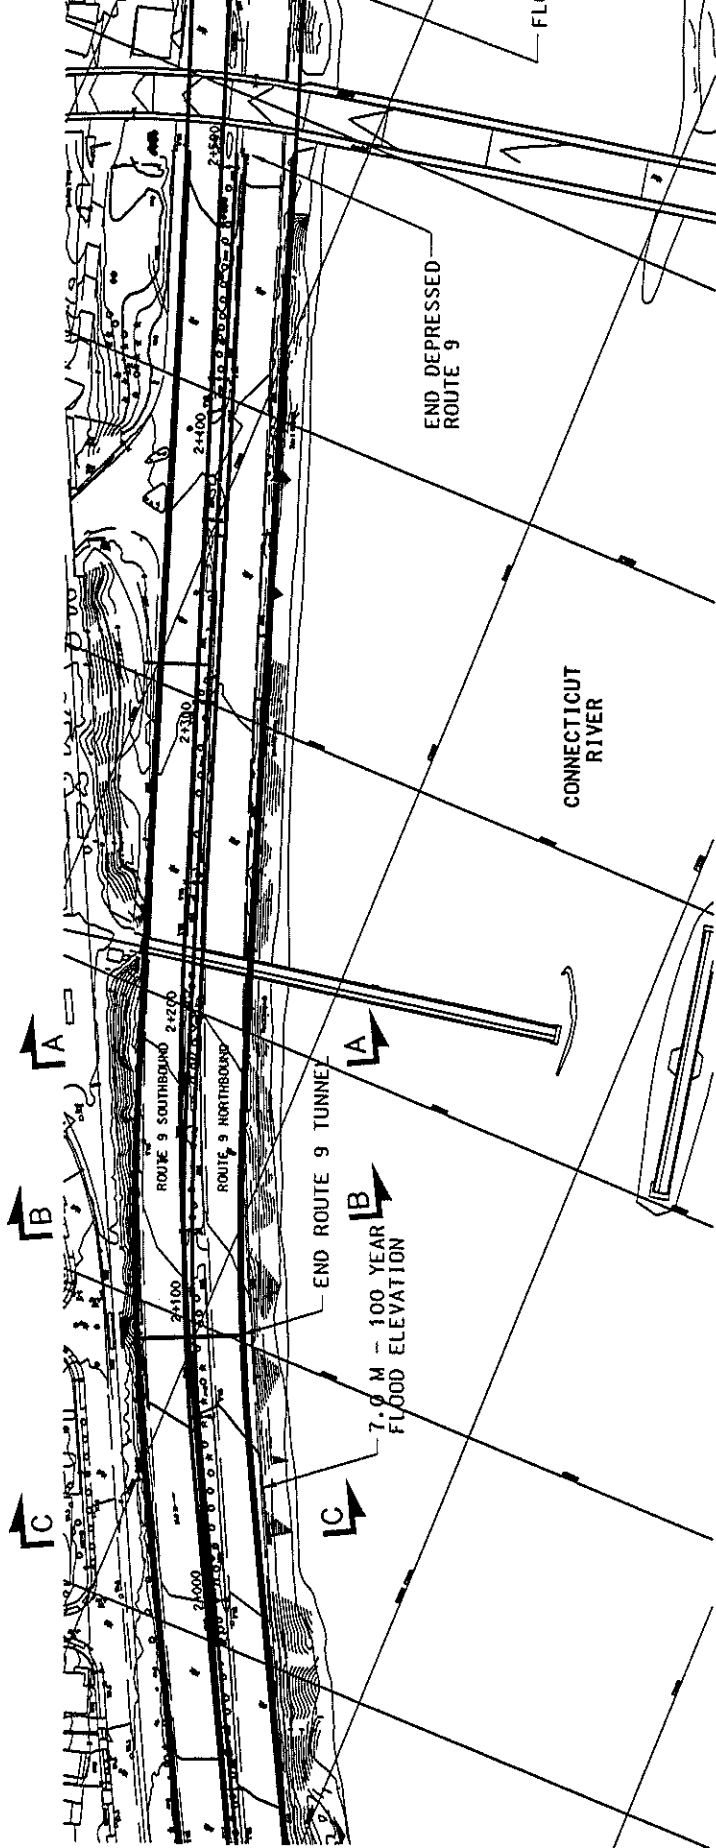 FLO
2+500
END DEPRESSED
ROUTE 9
2+400
2+300
CONNECTICUT
RIVER
2+200
A
A
ROUTE 9 SOUTHBOUND
ROUTE 9 NORTHBOUND
END ROUTE 9 TUNNEL
B
B
2+100
7.0 M - 100 YEAR
FLOOD ELEVATION
C
C
2+000